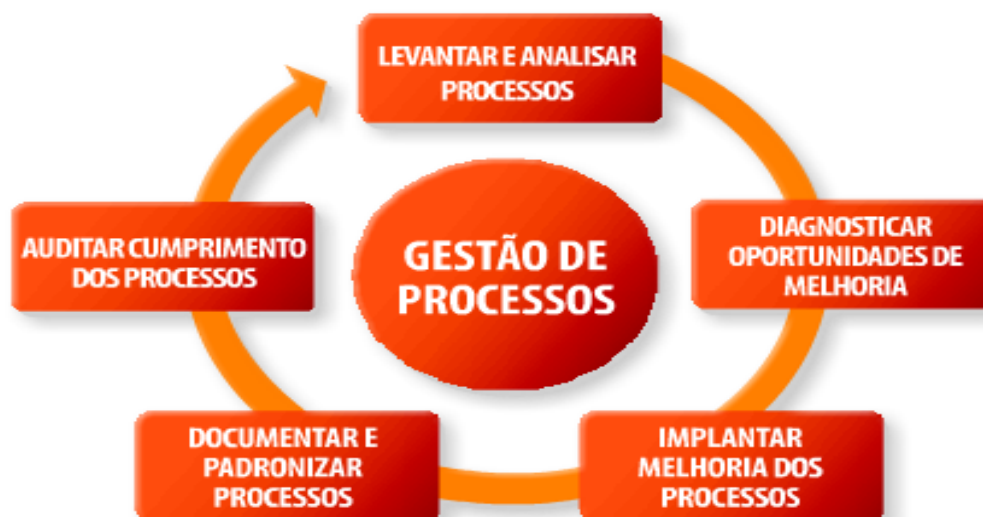 LEVANTAR E ANALISAR
PROCESSOS
DIAGNOSTICAR
OPORTUNIDADES DE
MELHORIA
IMPLANTAR
MELHORIA DOS
PROCESSOS
DOCUMENTAR E
PADRONIZAR
PROCESSOS
AUDITAR CUMPRIMENTO
DOS PROCESSOS
GESTÃO DE
PROCESSOS